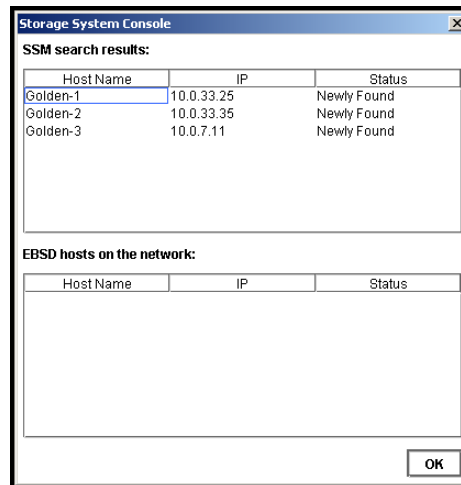 Storage System Console
SSM search results:
Host Name IP Status
Golden-1 10.0.33.25 Newly Found
Golden-2 10.0.33.35 Newly Found
Golden-3 10.0.7.11 Newly Found
EBSD hosts on the network:
Host Name IP Status
OK